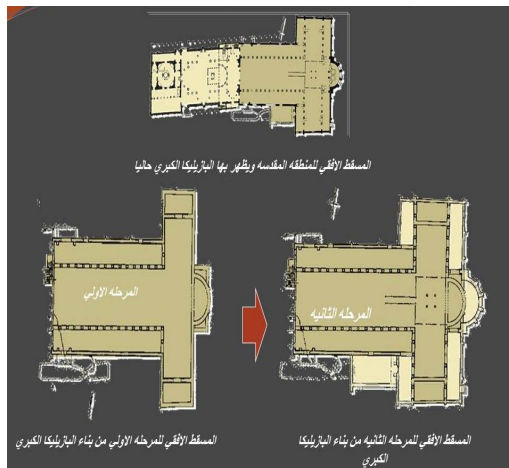 المسقط الافقي للمنطقه المقدسه ويظهر بها البازيليكا الكبري حاليا
المرحله الاولي
المرحله الثانيه
المسقط الأفقي للمرحله الاولي من بناء البازيليكا الكبري
المسقط الأفقي للمرحله الثانيه من بناء البازيليكا
الكبري